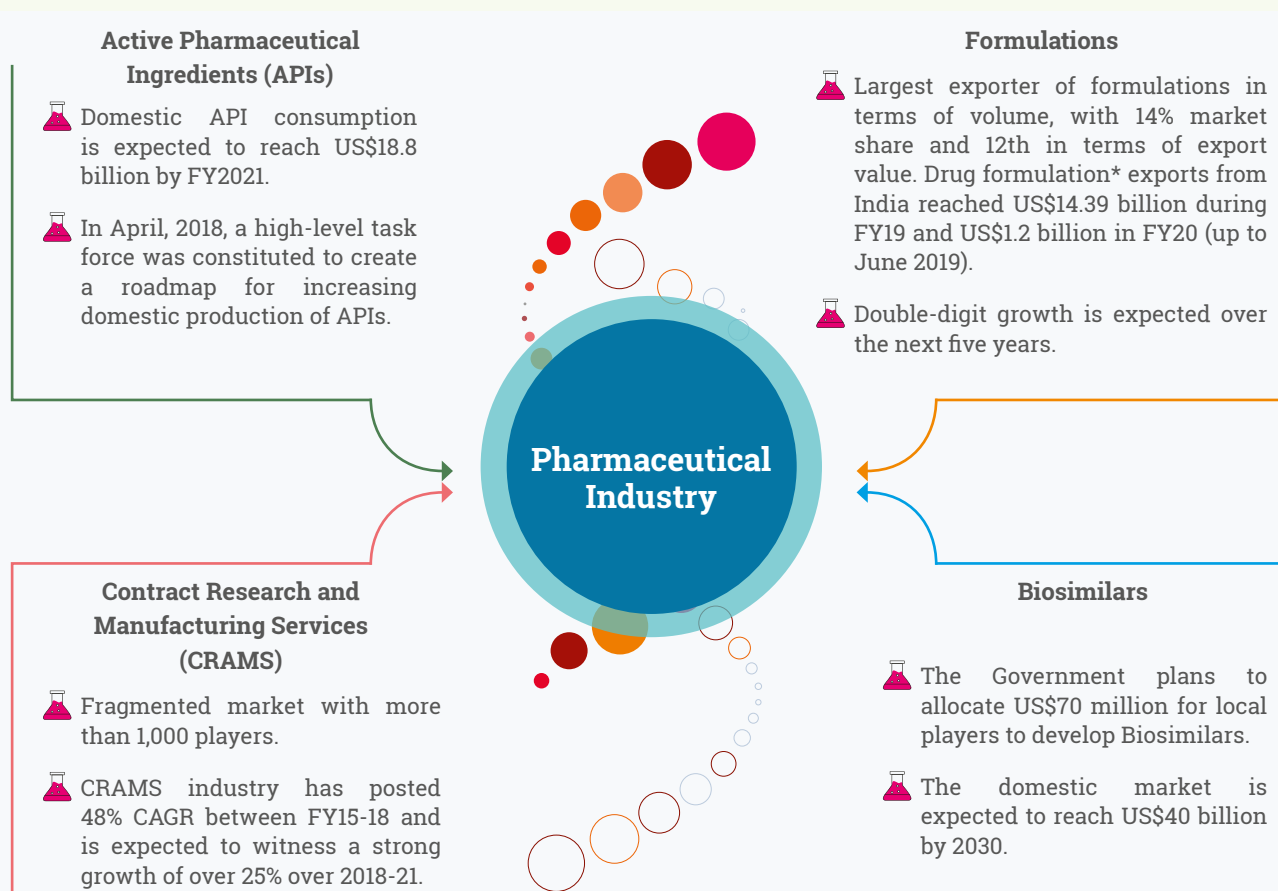 Active Pharmaceutical
Ingredients (APIs)
Domestic API consumption
is expected to reach US$18.8
billion by FY2021.
In April, 2018, a high-level task
force was constituted to create
a roadmap for increasing
domestic production of APIs.
Formulations
Largest exporter of formulations in
terms of volume, with 14% market
share and 12th in terms of export
value. Drug formulation* exports from
India reached US$14.39 billion during
FY19 and US$1.2 billion in FY20 (up to
June 2019).
Double-digit growth is expected over
the next five years.
Pharmaceutical
Industry
Contract Research and
Manufacturing Services
(CRAMS)
Fragmented market with more
than 1,000 players.
CRAMS industry has posted
48% CAGR between FY15-18 and
is expected to witness a strong
growth of over 25% over 2018-21.
Biosimilars
The Government plans to
allocate US$70 million for local
players to develop Biosimilars.
The domestic market is
expected to reach US$40 billion
by 2030.